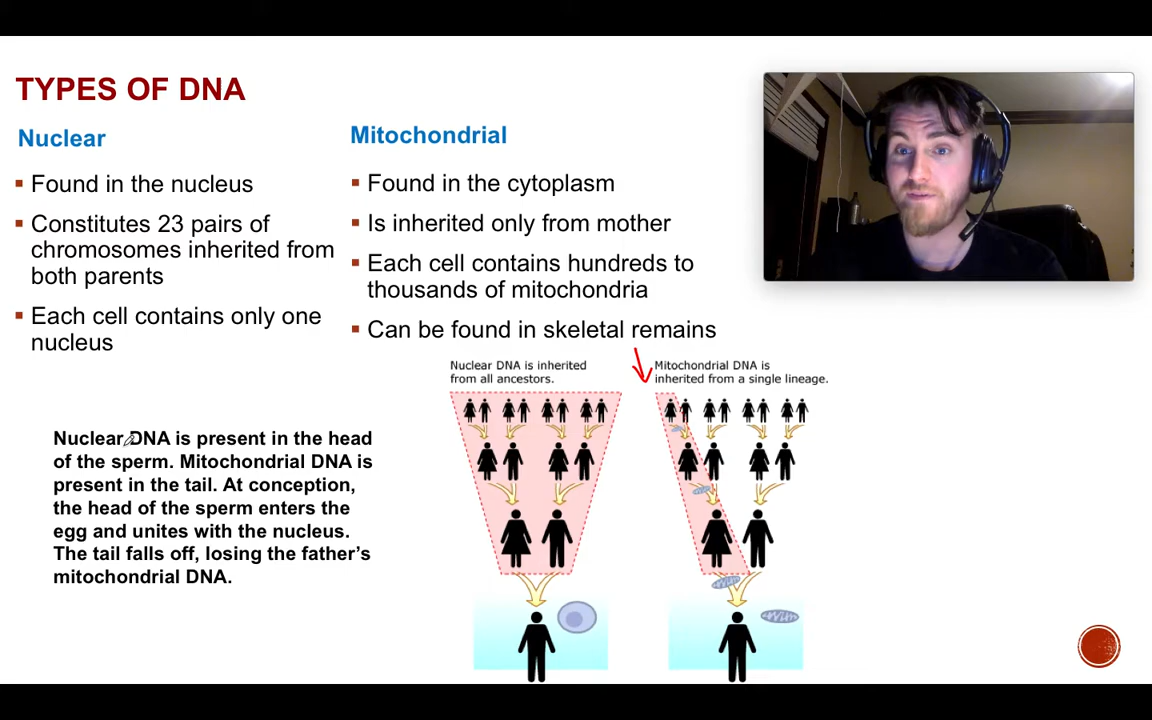 TYPES OF DNA
Nuclear
Found in the nucleus
Constitutes 23 pairs of
chromosomes inherited from
both parents
Each cell contains only one
nucleus
Mitochondrial
Found in the cytoplasm
Is inherited only from mother
Each cell contains hundreds to
thousands of mitochondria
Can be found in skeletal remains
Nuclear DNA is present in the head
of the sperm. Mitochondrial DNA is
present in the tail. At conception,
the head of the sperm enters the
egg and unites with the nucleus.
The tail falls off, losing the father’s
mitochondrial DNA.
Nuclear DNA is inherited
from all ancestors.
Mitochondrial DNA is
inherited from a single lineage.